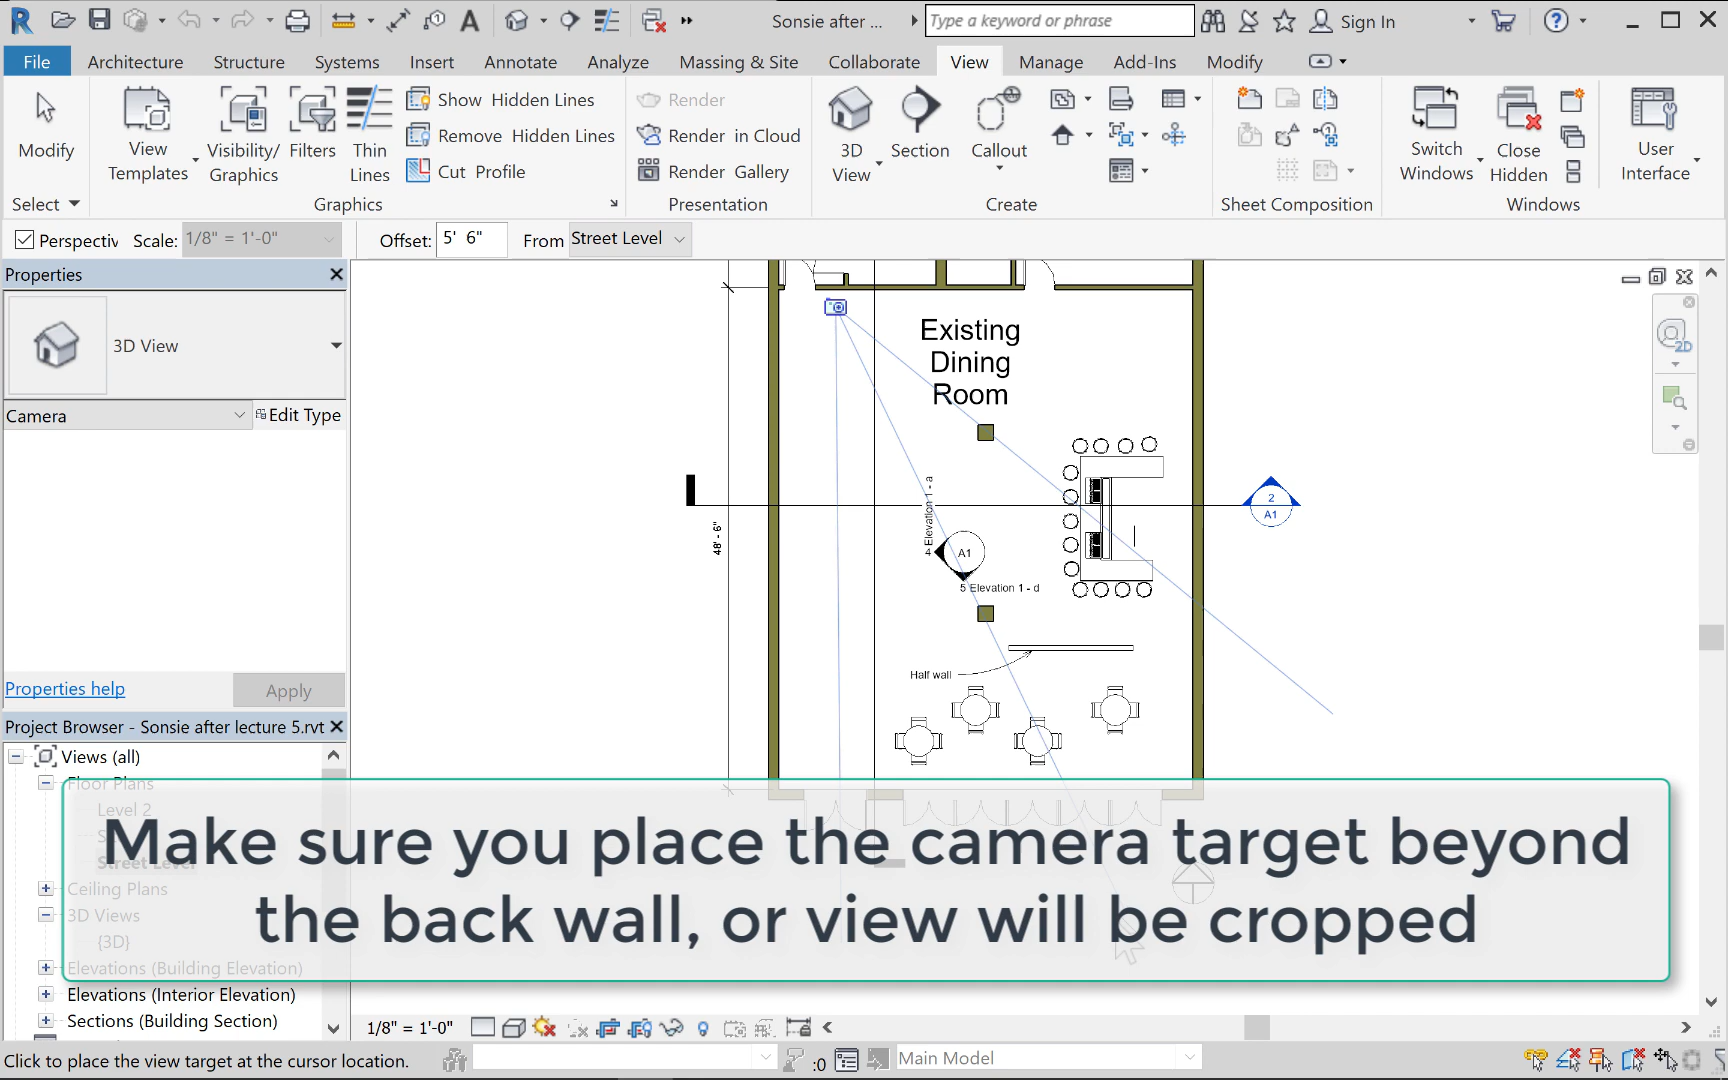 Sonsie after ...
Type a keyword or phrase
Sign In
File
Architecture
Structure
Systems
Insert
Annotate
Analyze
Massing & Site
Collaborate
View
Manage
Add-Ins
Modify
Modify
View
Templates
Visibility/
Graphics
Filters
Thin
Lines
Show Hidden Lines
Remove Hidden Lines
Cut Profile
Render
Render in Cloud
Render Gallery
3D
View
Section
Callout
Switch
Windows
Close
Hidden
User
Interface
Select
Graphics
Presentation
Create
Sheet Composition
Windows
Perspectiv
Scale:
1/8" = 1'-0"
Offset:
5' 6"
From
Street Level
Properties
3D View
Camera
Edit Type
Properties help
Apply
Project Browser - Sonsie after lecture 5.rvt
Views (all)
Floor Plans
Level 2
Street Level
Ceiling Plans
3D Views
{3D}
Elevations (Building Elevation)
Elevations (Interior Elevation)
Sections (Building Section)
2D
Existing
Dining
Room
48' - 6"
4 Elevation 1 - a
A1
5 Elevation 1 - d
2
A1
Half wall
Make sure you place the camera target beyond
the back wall, or view will be cropped
1/8" = 1'-0"
Click to place the view target at the cursor location.
:0
Main Model